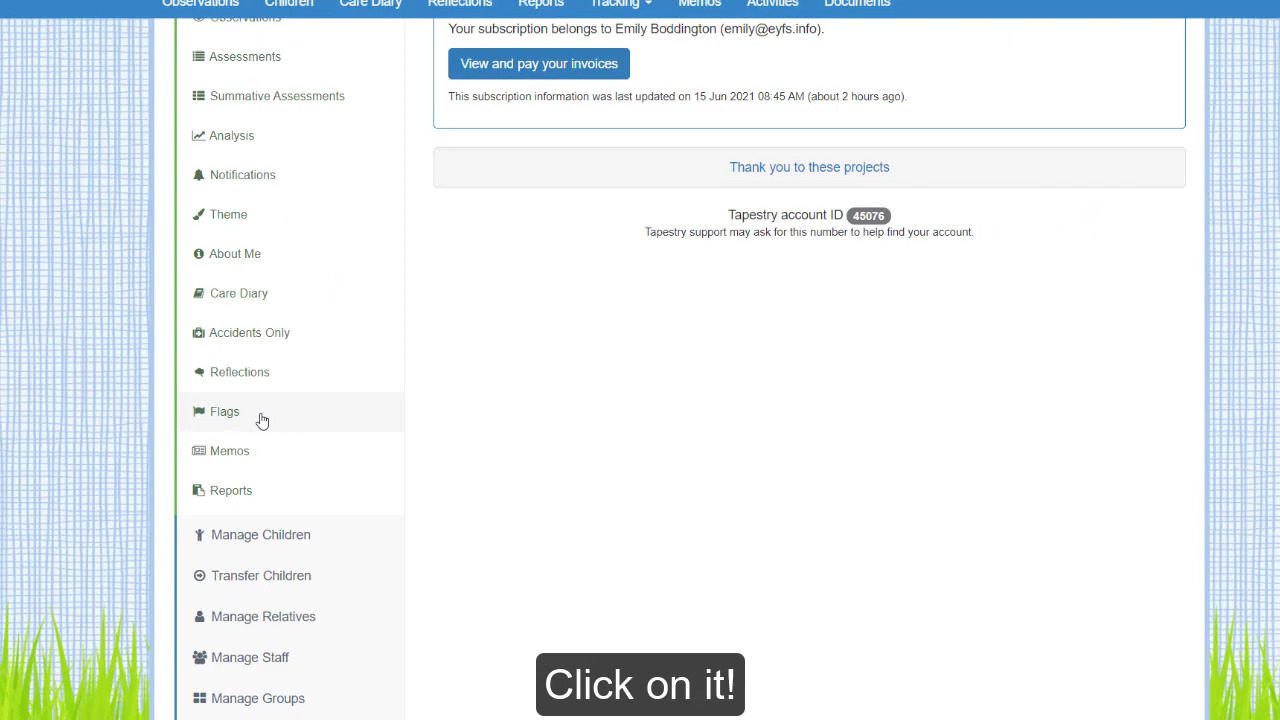 Observations Children Care Diary Reflections Reports Tracking Memos Activities Documents
Observations
Assessments
Summative Assessments
Analysis
Notifications
Theme
About Me
Care Diary
Accidents Only
Reflections
Flags
Memos
Reports
Manage Children
Transfer Children
Manage Relatives
Manage Staff
Manage Groups
Your subscription belongs to Emily Boddington (emily@eyfs.info).
View and pay your invoices
This subscription information was last updated on 15 Jun 2021 08:45 AM (about 2 hours ago).
Thank you to these projects
Tapestry account ID 45076
Tapestry support may ask for this number to help find your account.
Click on it!